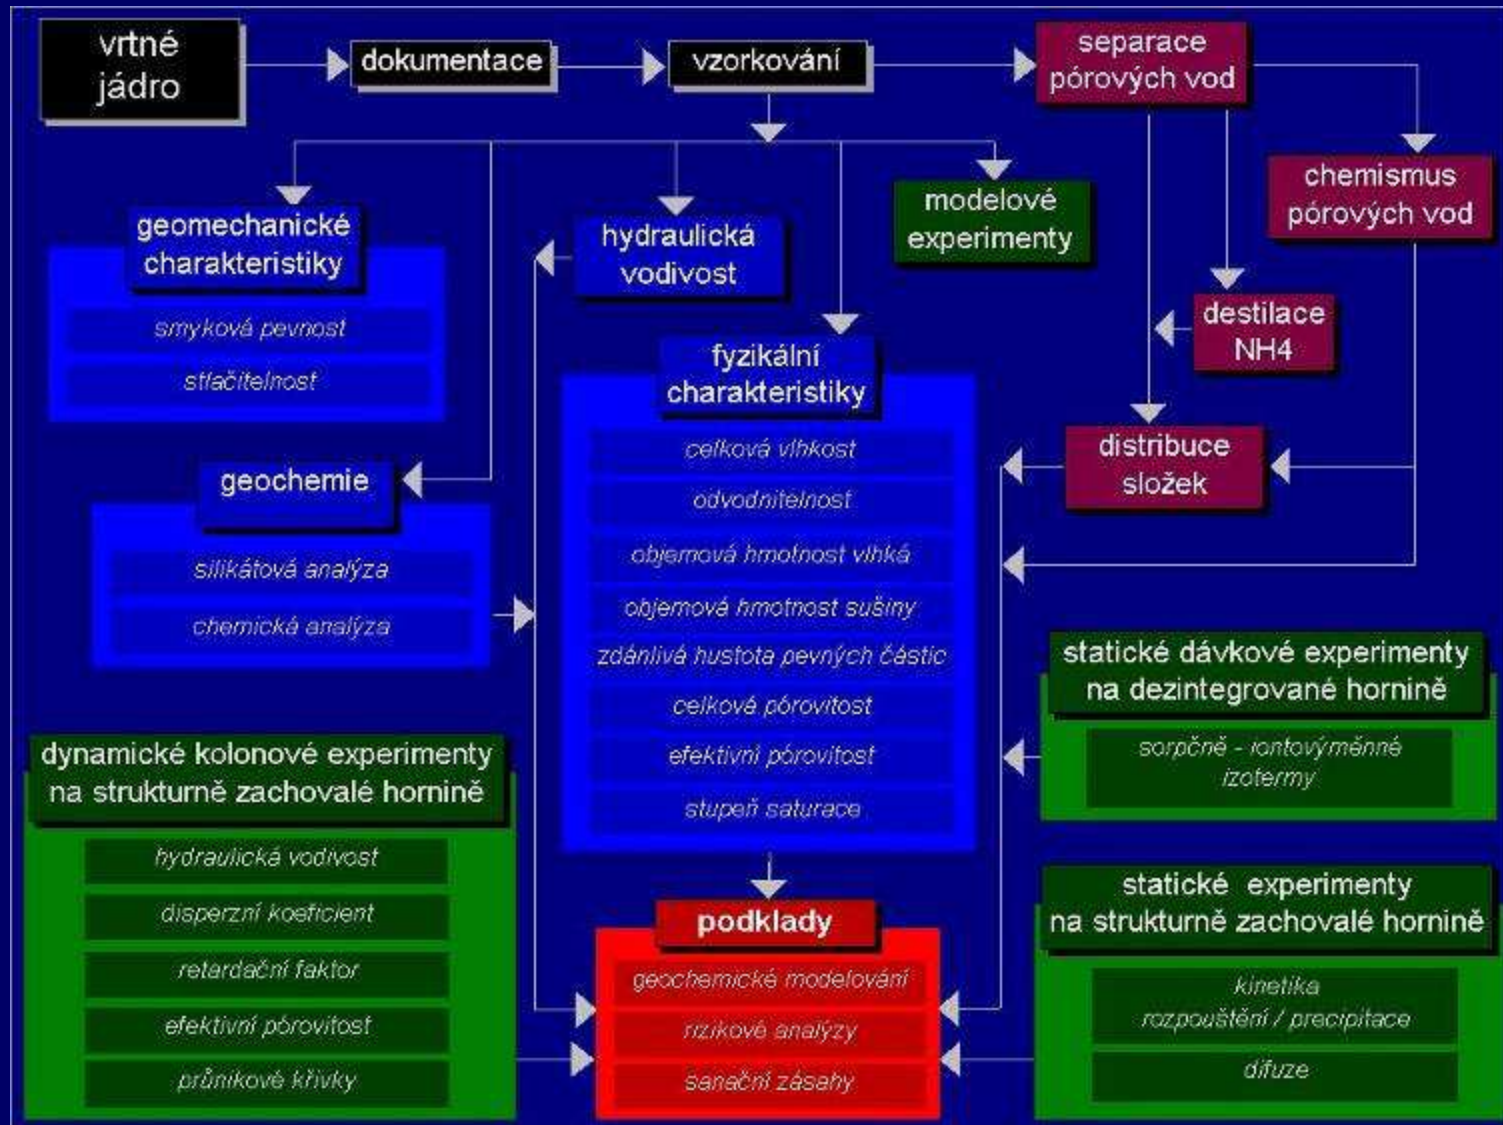 vrtné
jádro
dokumentace
vzorkování
separace
pórových vod
chemismus
pórových vod
modelové
experimenty
geomechanické
charakteristiky
smyková pevnost
stlačitelnost
hydraulická
vodivost
destilace
NH4
fyzikální
charakteristiky
celková vlhkost
odvodnitelnost
objemová hmotnost vlhká
objemová hmotnost sušiny
zdánlivá hustota pevných částic
celková pórovitost
efektivní pórovitost
stupeň saturace
distribuce
složek
geochemie
silikátová analýza
chemická analýza
statické dávkové experimenty
na dezintegrované hornině
sorpčně - iontovýměnné
izotermy
dynamické kolonové experimenty
na strukturně zachovalé hornině
hydraulická vodivost
disperzní koeficient
retardační faktor
efektivní pórovitost
průnikové křivky
podklady
geochemické modelování
rizikové analýzy
sanační zásahy
statické experimenty
na strukturně zachovalé hornině
kinetika
rozpouštění / precipitace
difuze